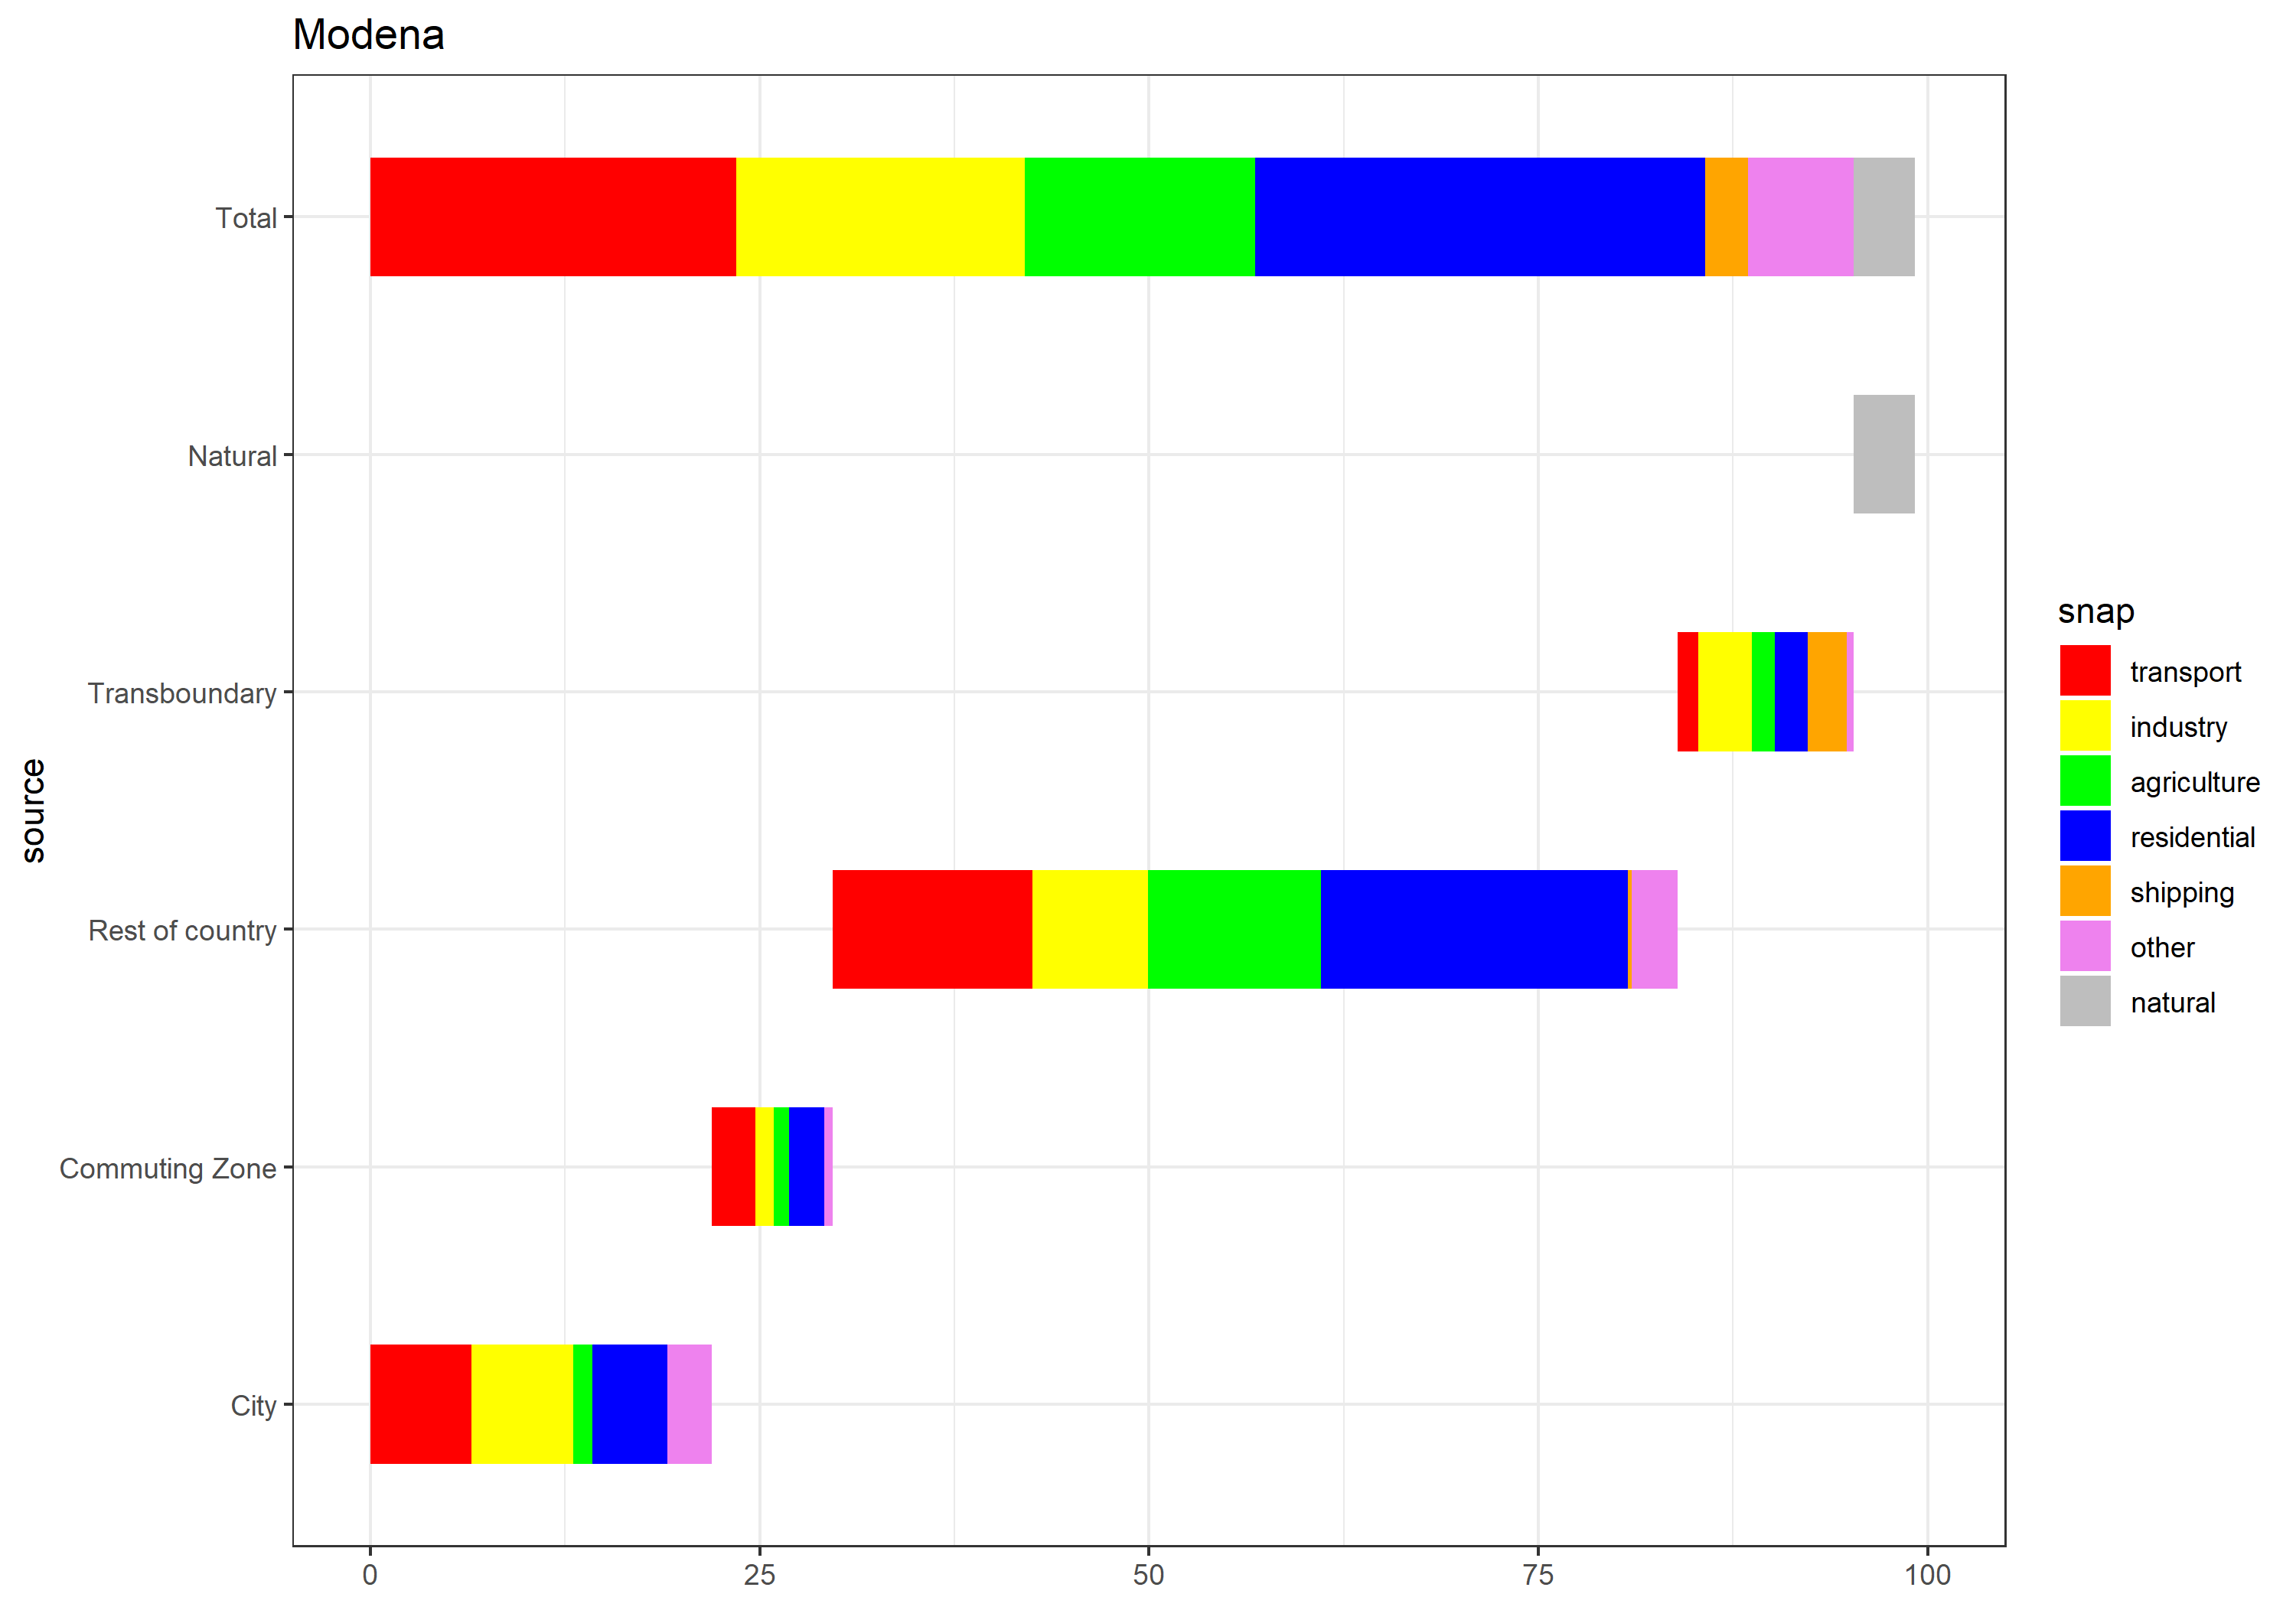 Modena
Total
Natural
Transboundary
Rest of country
Commuting Zone
City
source
0 25 50 75 100
snap
transport
industry
agriculture
residential
shipping
other
natural